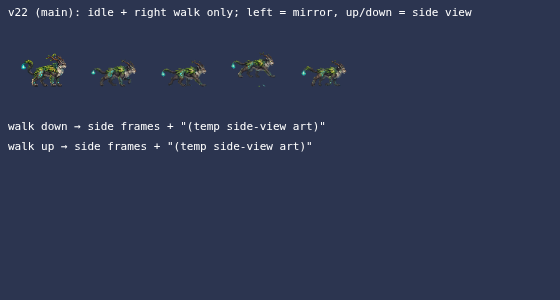 v22 (main): idle + right walk only; left = mirror, up/down = side view
walk down → side frames + "(temp side-view art)"
walk up → side frames + "(temp side-view art)"